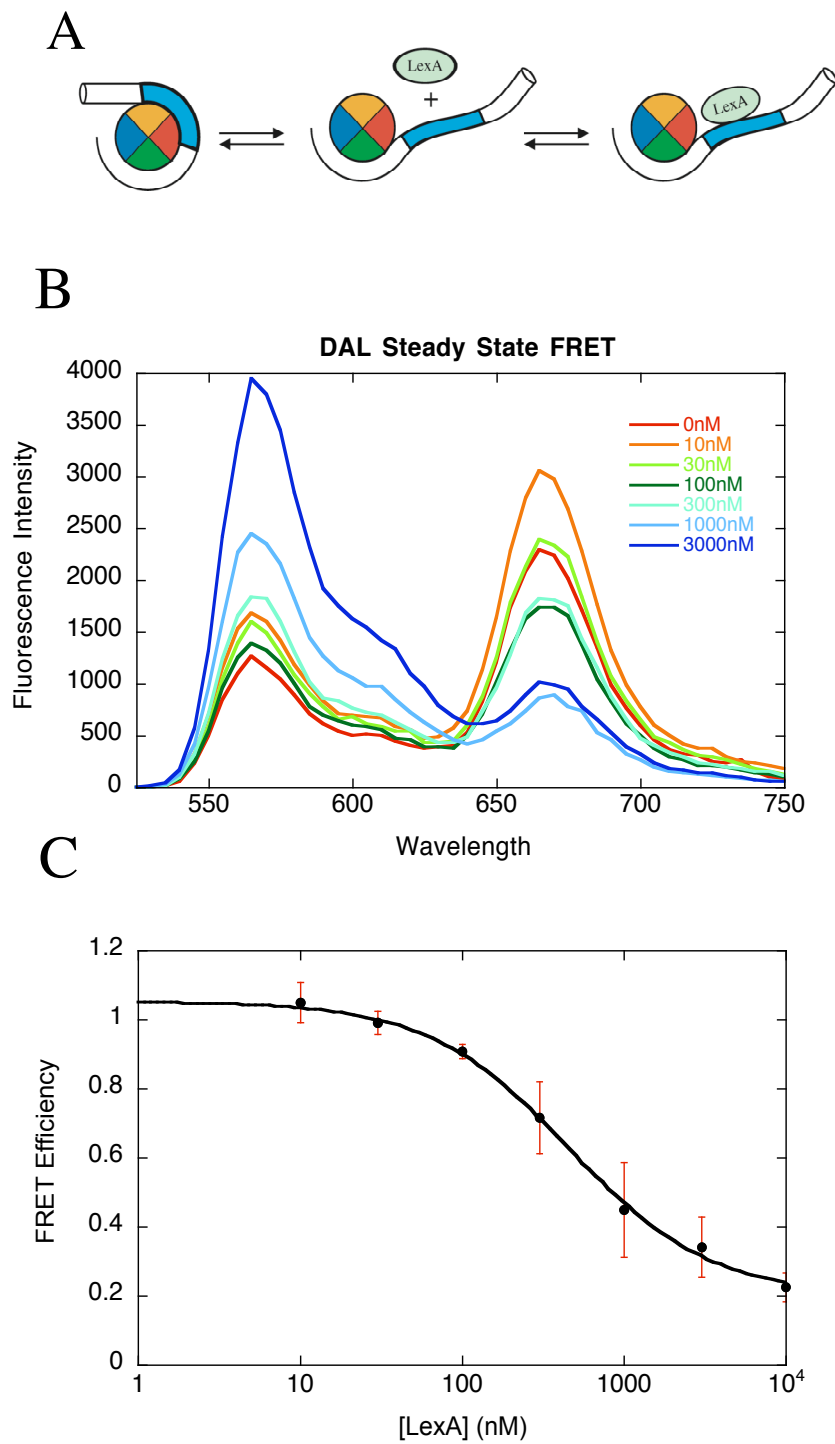 A
LexA
+
LexA
B
DAL Steady State FRET
Fluorescence Intensity
4000
3500
3000
2500
2000
1500
1000
500
0
0nM
10nM
30nM
100nM
300nM
1000nM
3000nM
550 600 650 700 750
Wavelength
C
FRET Efficiency
1.2
1
0.8
0.6
0.4
0.2
0
1 10 100 1000 10⁴
[LexA] (nM)